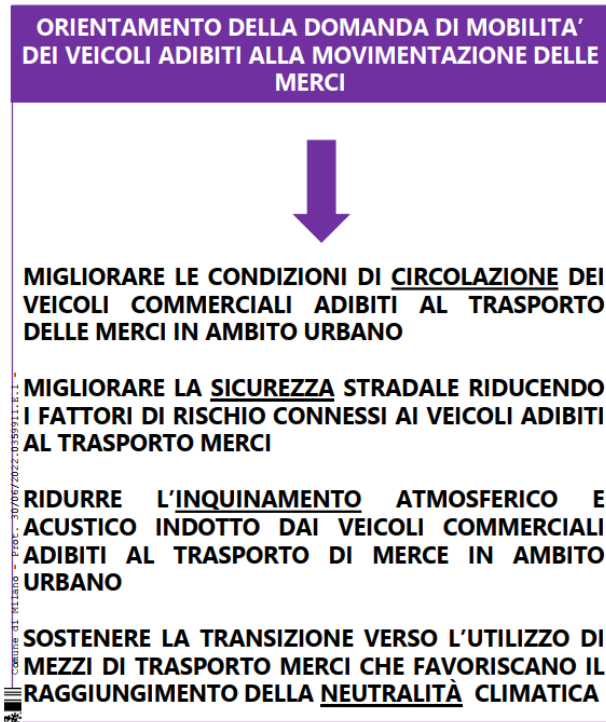 ORIENTAMENTO DELLA DOMANDA DI MOBILITA’
DEI VEICOLI ADIBITI ALLA MOVIMENTAZIONE DELLE
MERCI
MIGLIORARE LE CONDIZIONI DI CIRCOLAZIONE DEI
VEICOLI COMMERCIALI ADIBITI AL TRASPORTO
DELLE MERCI IN AMBITO URBANO
MIGLIORARE LA SICUREZZA STRADALE RIDUCENDO
I FATTORI DI RISCHIO CONNESSI AI VEICOLI ADIBITI
AL TRASPORTO MERCI
RIDURRE L’INQUINAMENTO ATMOSFERICO E
ACUSTICO INDOTTO DAI VEICOLI COMMERCIALI
ADIBITI AL TRASPORTO DI MERCE IN AMBITO
URBANO
SOSTENERE LA TRANSIZIONE VERSO L’UTILIZZO DI
MEZZI DI TRASPORTO MERCI CHE FAVORISCANO IL
RAGGIUNGIMENTO DELLA NEUTRALITÀ CLIMATICA
Comune di Milano - Prot. 30/06/2022.0359911.E.1 -